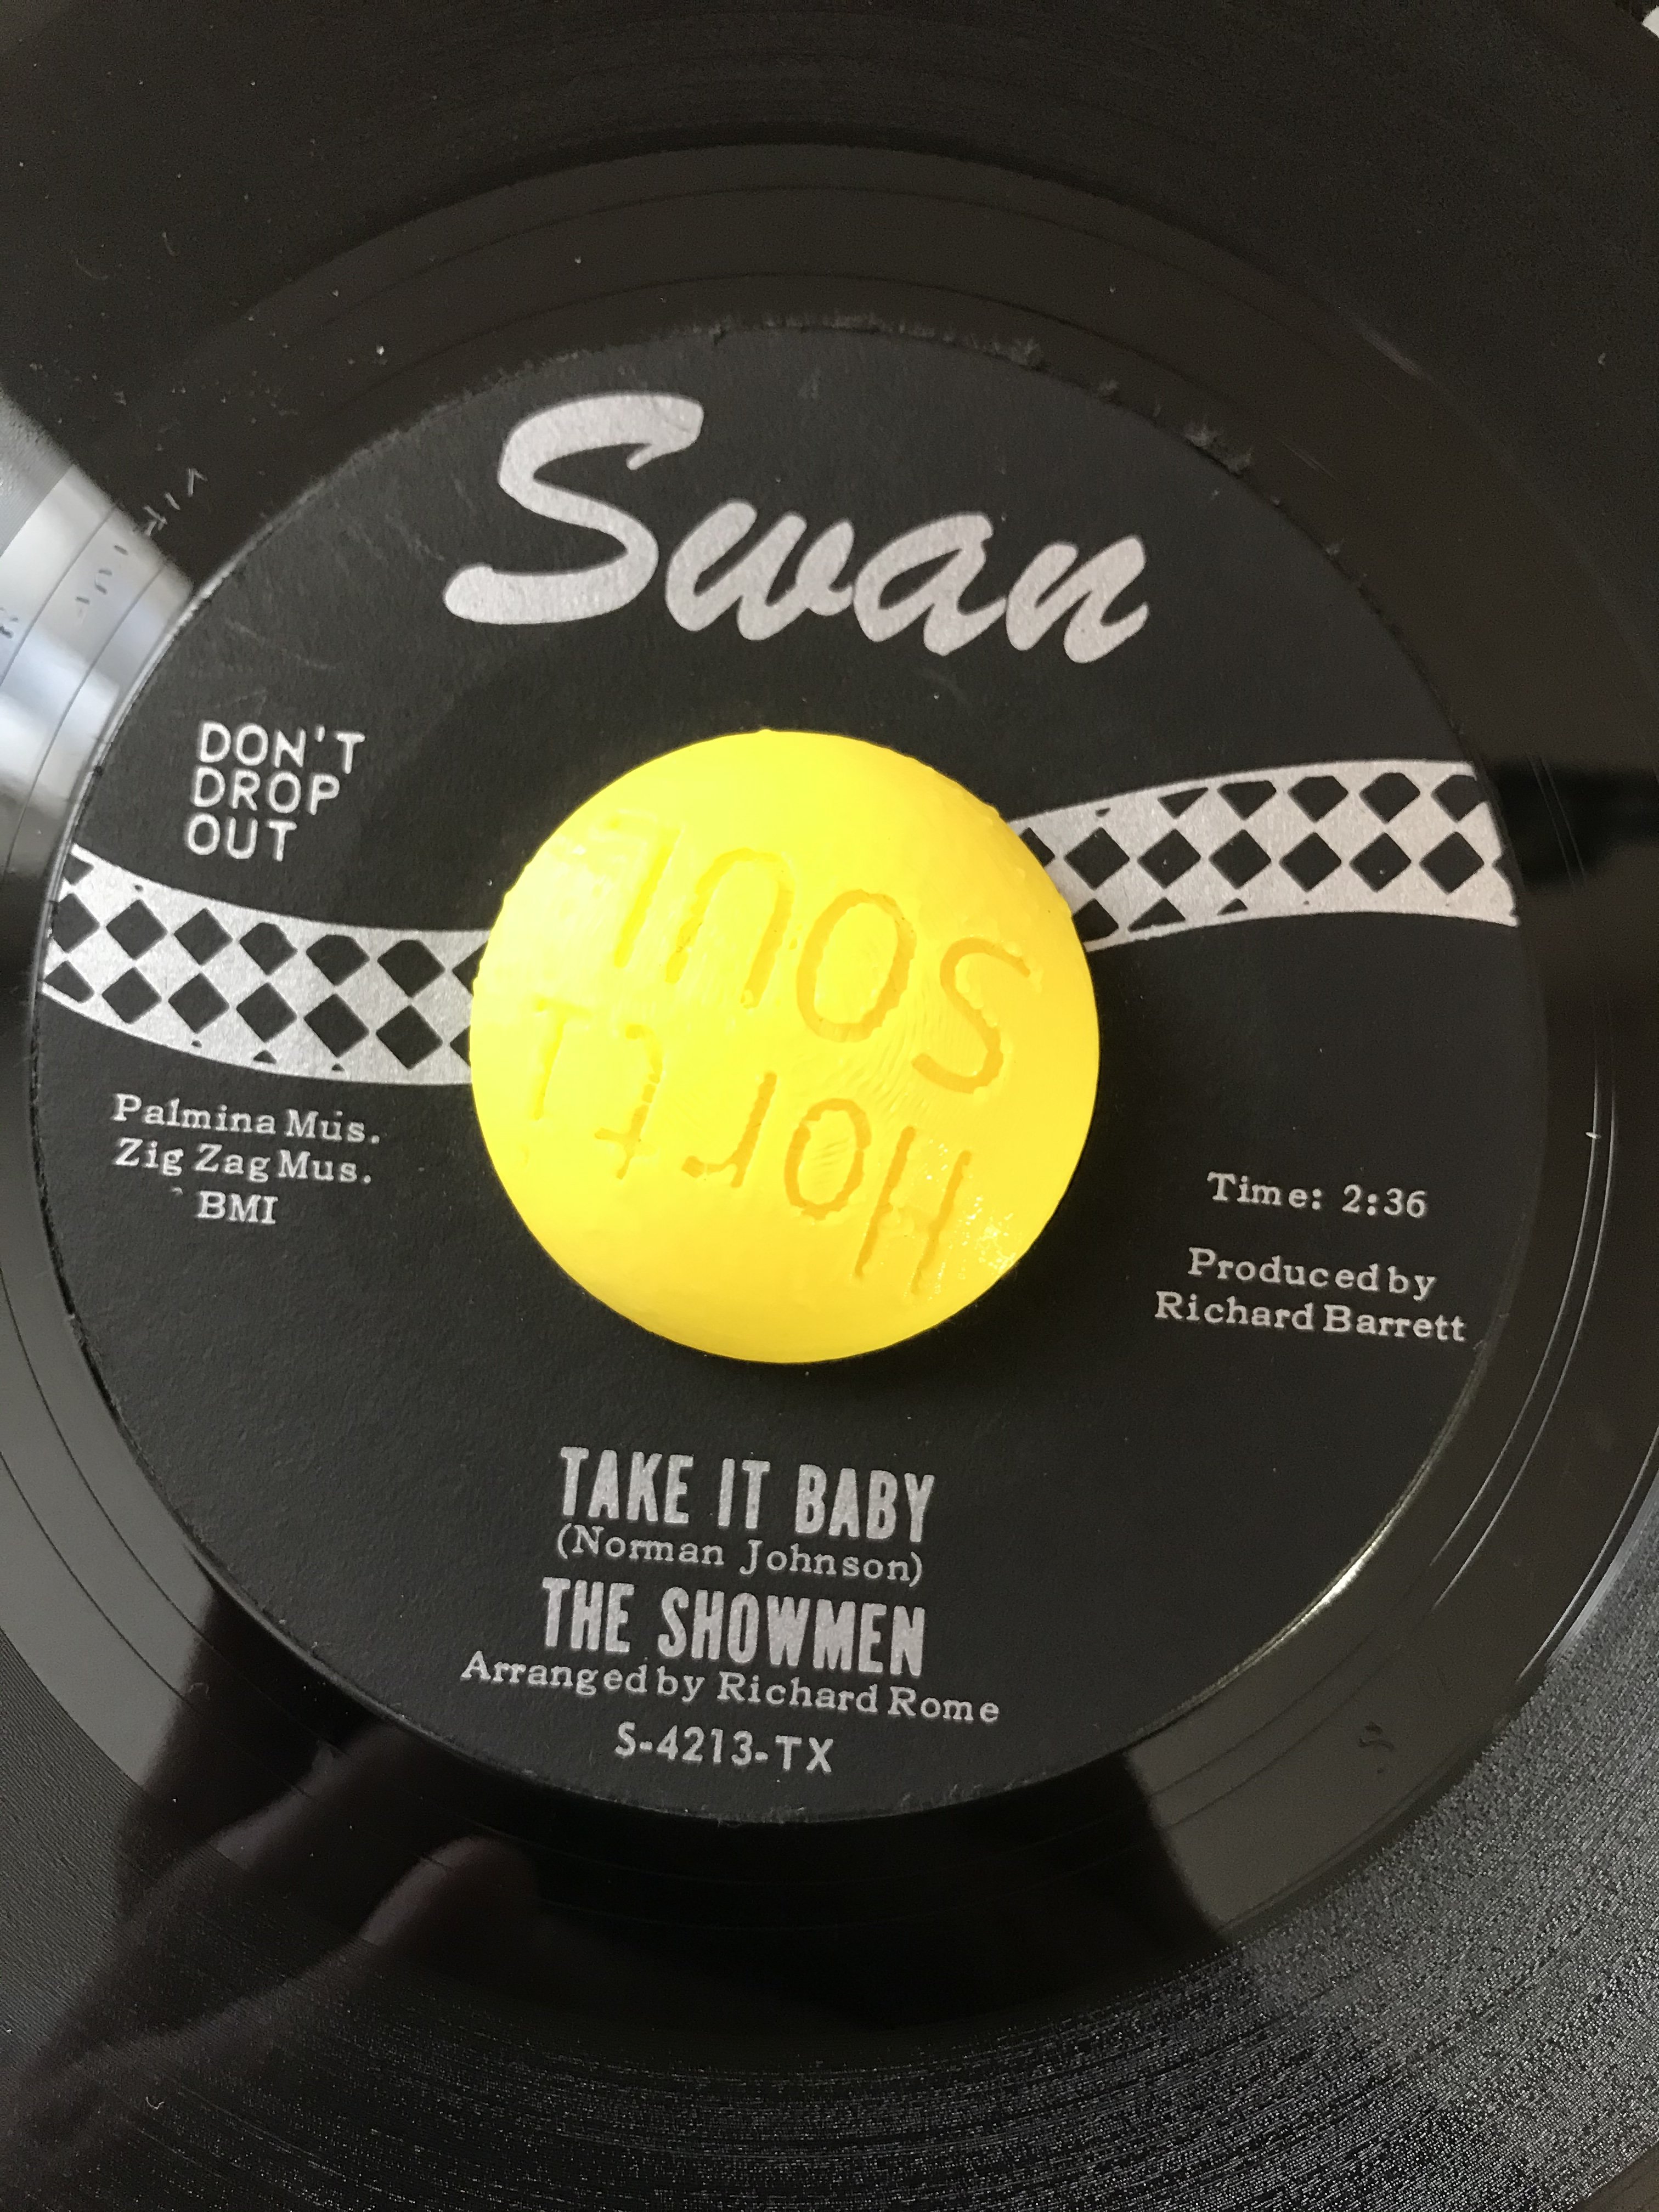 Swan
DON'T
DROP
OUT
SOUL
Palmina Mus.
Zig Zag Mus.
BMI
Time: 2:36
Produced by
Richard Barrett
TAKE IT BABY
(Norman Johnson)
THE SHOWMEN
Arranged by Richard Rome
S-4213-TX